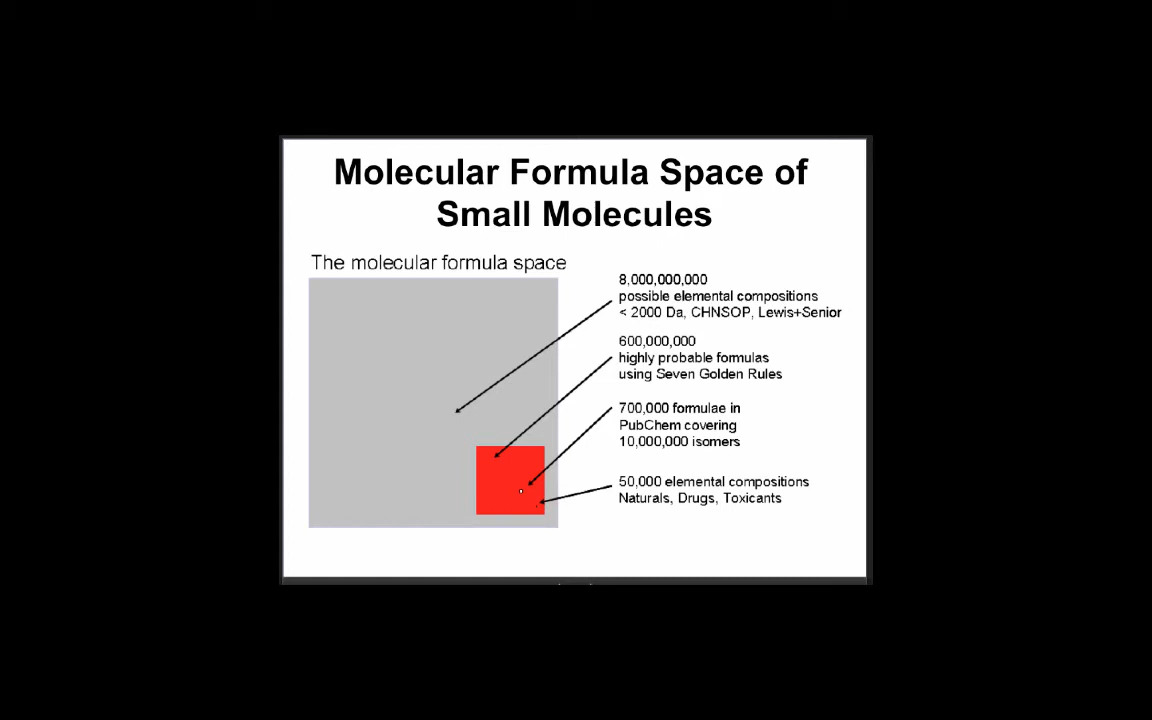 Molecular Formula Space of
Small Molecules
The molecular formula space
8,000,000,000
possible elemental compositions
< 2000 Da, CHNSOP, Lewis+Senior
600,000,000
highly probable formulas
using Seven Golden Rules
700,000 formulae in
PubChem covering
10,000,000 isomers
50,000 elemental compositions
Naturals, Drugs, Toxicants